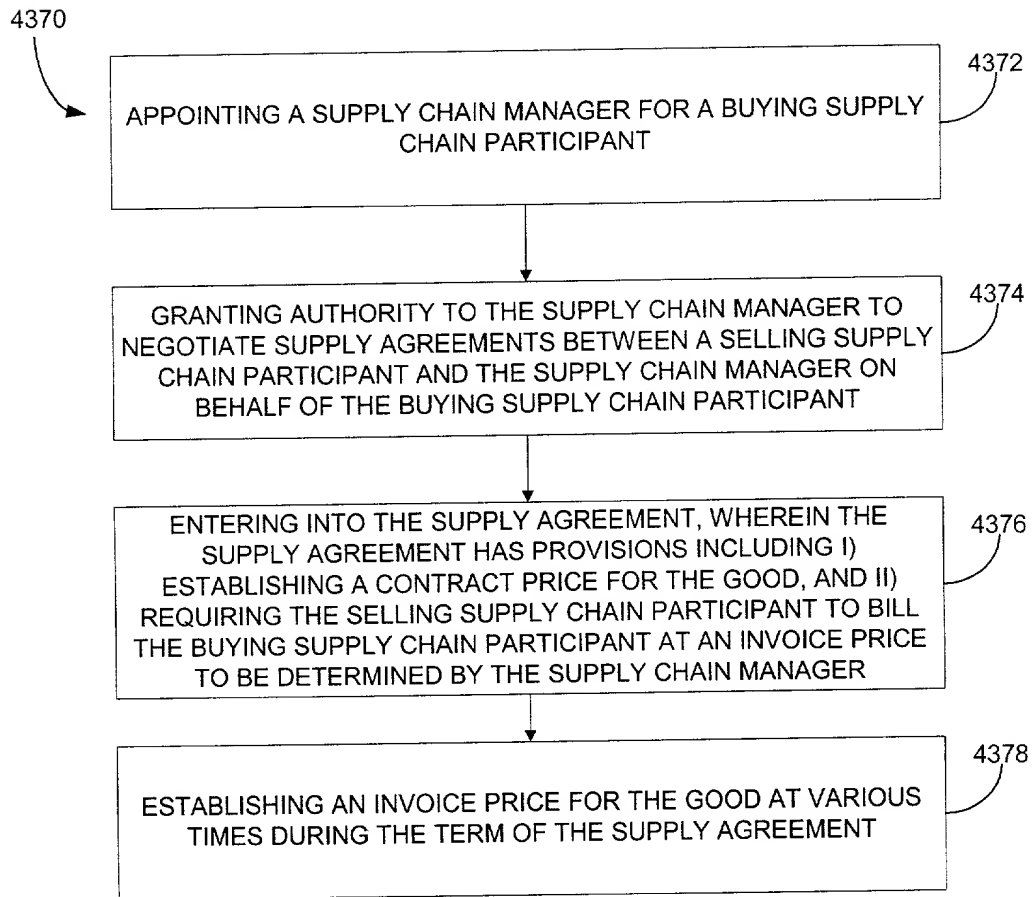 4370
4372
APPOINTING A SUPPLY CHAIN MANAGER FOR A BUYING SUPPLY
CHAIN PARTICIPANT
4374
GRANTING AUTHORITY TO THE SUPPLY CHAIN MANAGER TO
NEGOTIATE SUPPLY AGREEMENTS BETWEEN A SELLING SUPPLY
CHAIN PARTICIPANT AND THE SUPPLY CHAIN MANAGER ON
BEHALF OF THE BUYING SUPPLY CHAIN PARTICIPANT
4376
ENTERING INTO THE SUPPLY AGREEMENT, WHEREIN THE
SUPPLY AGREEMENT HAS PROVISIONS INCLUDING I)
ESTABLISHING A CONTRACT PRICE FOR THE GOOD, AND II)
REQUIRING THE SELLING SUPPLY CHAIN PARTICIPANT TO BILL
THE BUYING SUPPLY CHAIN PARTICIPANT AT AN INVOICE PRICE
TO BE DETERMINED BY THE SUPPLY CHAIN MANAGER
4378
ESTABLISHING AN INVOICE PRICE FOR THE GOOD AT VARIOUS
TIMES DURING THE TERM OF THE SUPPLY AGREEMENT